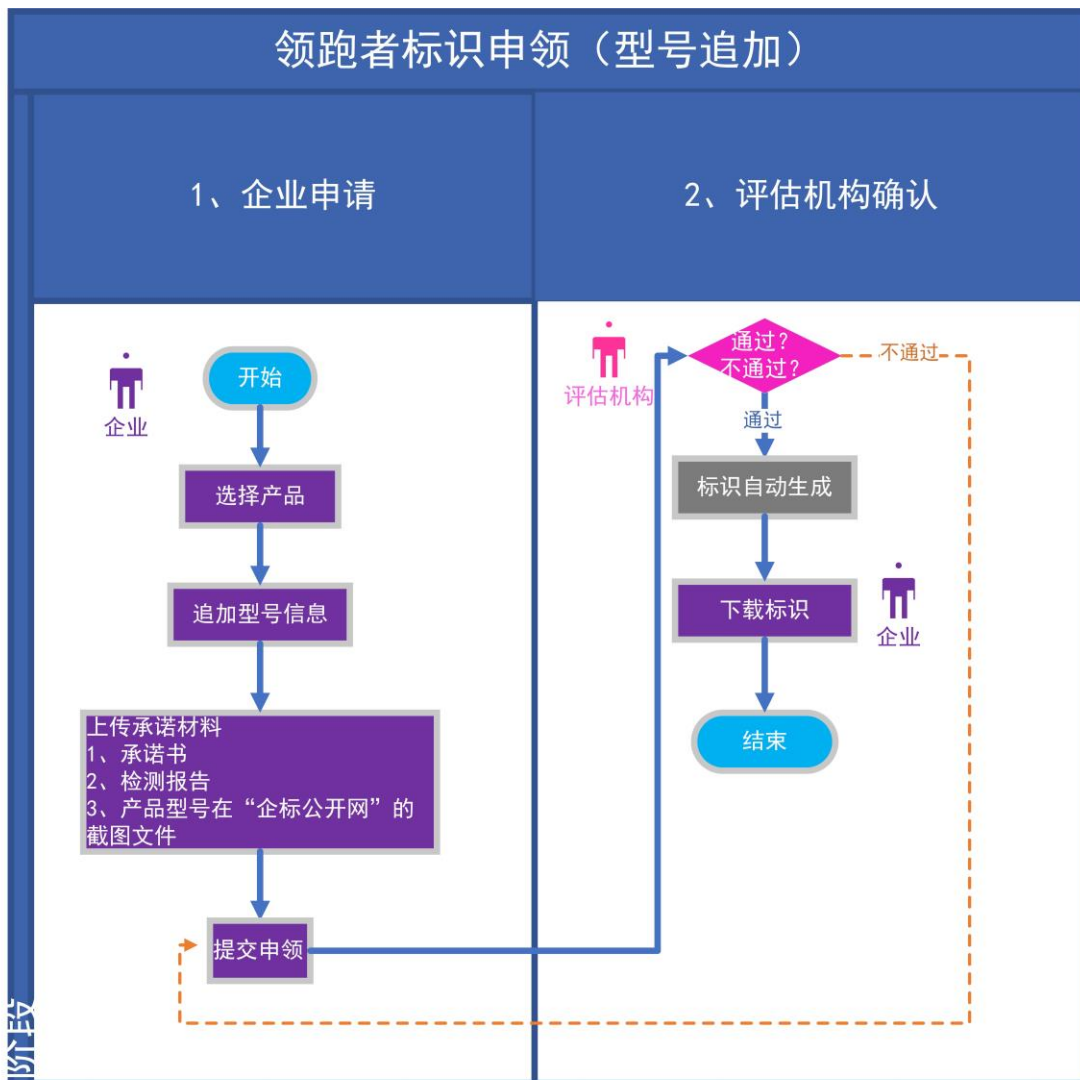 领跑者标识申领（型号追加）
1、企业申请
2、评估机构确认
开始
企业
选择产品
追加型号信息
上传承诺材料
1、承诺书
2、检测报告
3、产品型号在“企标公开网”的
截图文件
提交申领
评估机构
通过？
不通过？
不通过
通过
标识自动生成
下载标识
企业
结束
阶段